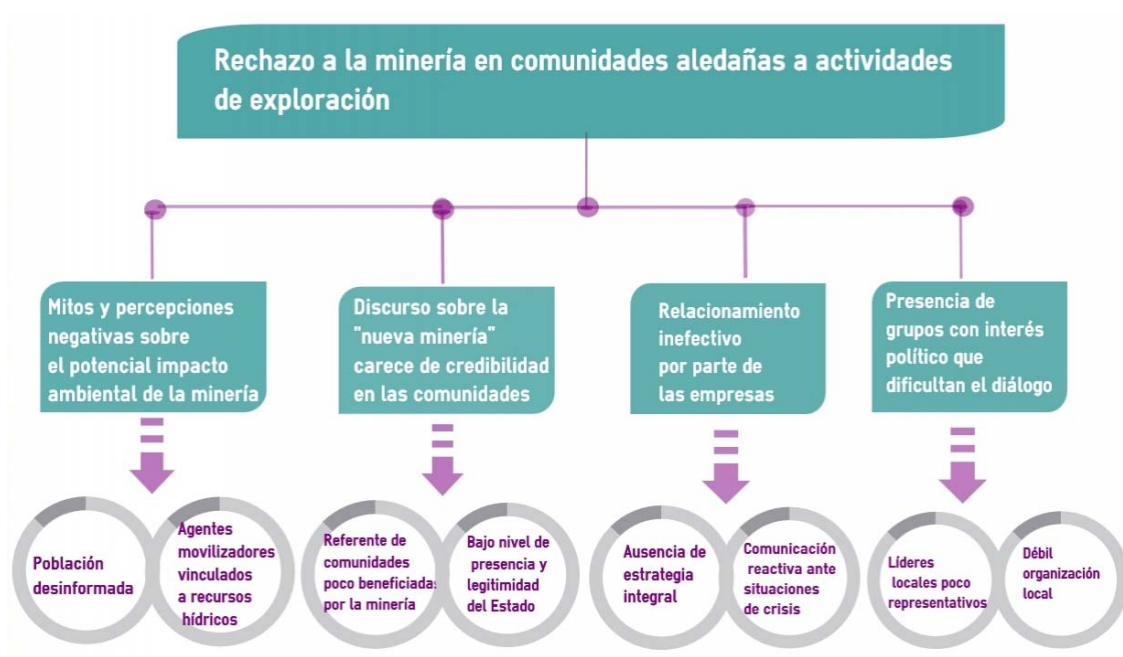 Rechazo a la minería en comunidades aledañas a actividades
de exploración
Mitos y percepciones
negativas sobre
el potencial impacto
ambiental de la minería
Discurso sobre la
"nueva minería"
carece de credibilidad
en las comunidades
Relacionamiento
inefectivo
por parte de
las empresas
Presencia de
grupos con interés
político que
dificultan el diálogo
Población
desinformada
Agentes
movilizadores
vinculados
a recursos
hídricos
Referente de
comunidades
poco beneficiadas
por la minería
Bajo nivel de
presencia y
legitimidad
del Estado
Ausencia de
estrategia
integral
Comunicación
reactiva ante
situaciones
de crisis
Líderes
locales poco
representativos
Débil
organización
local